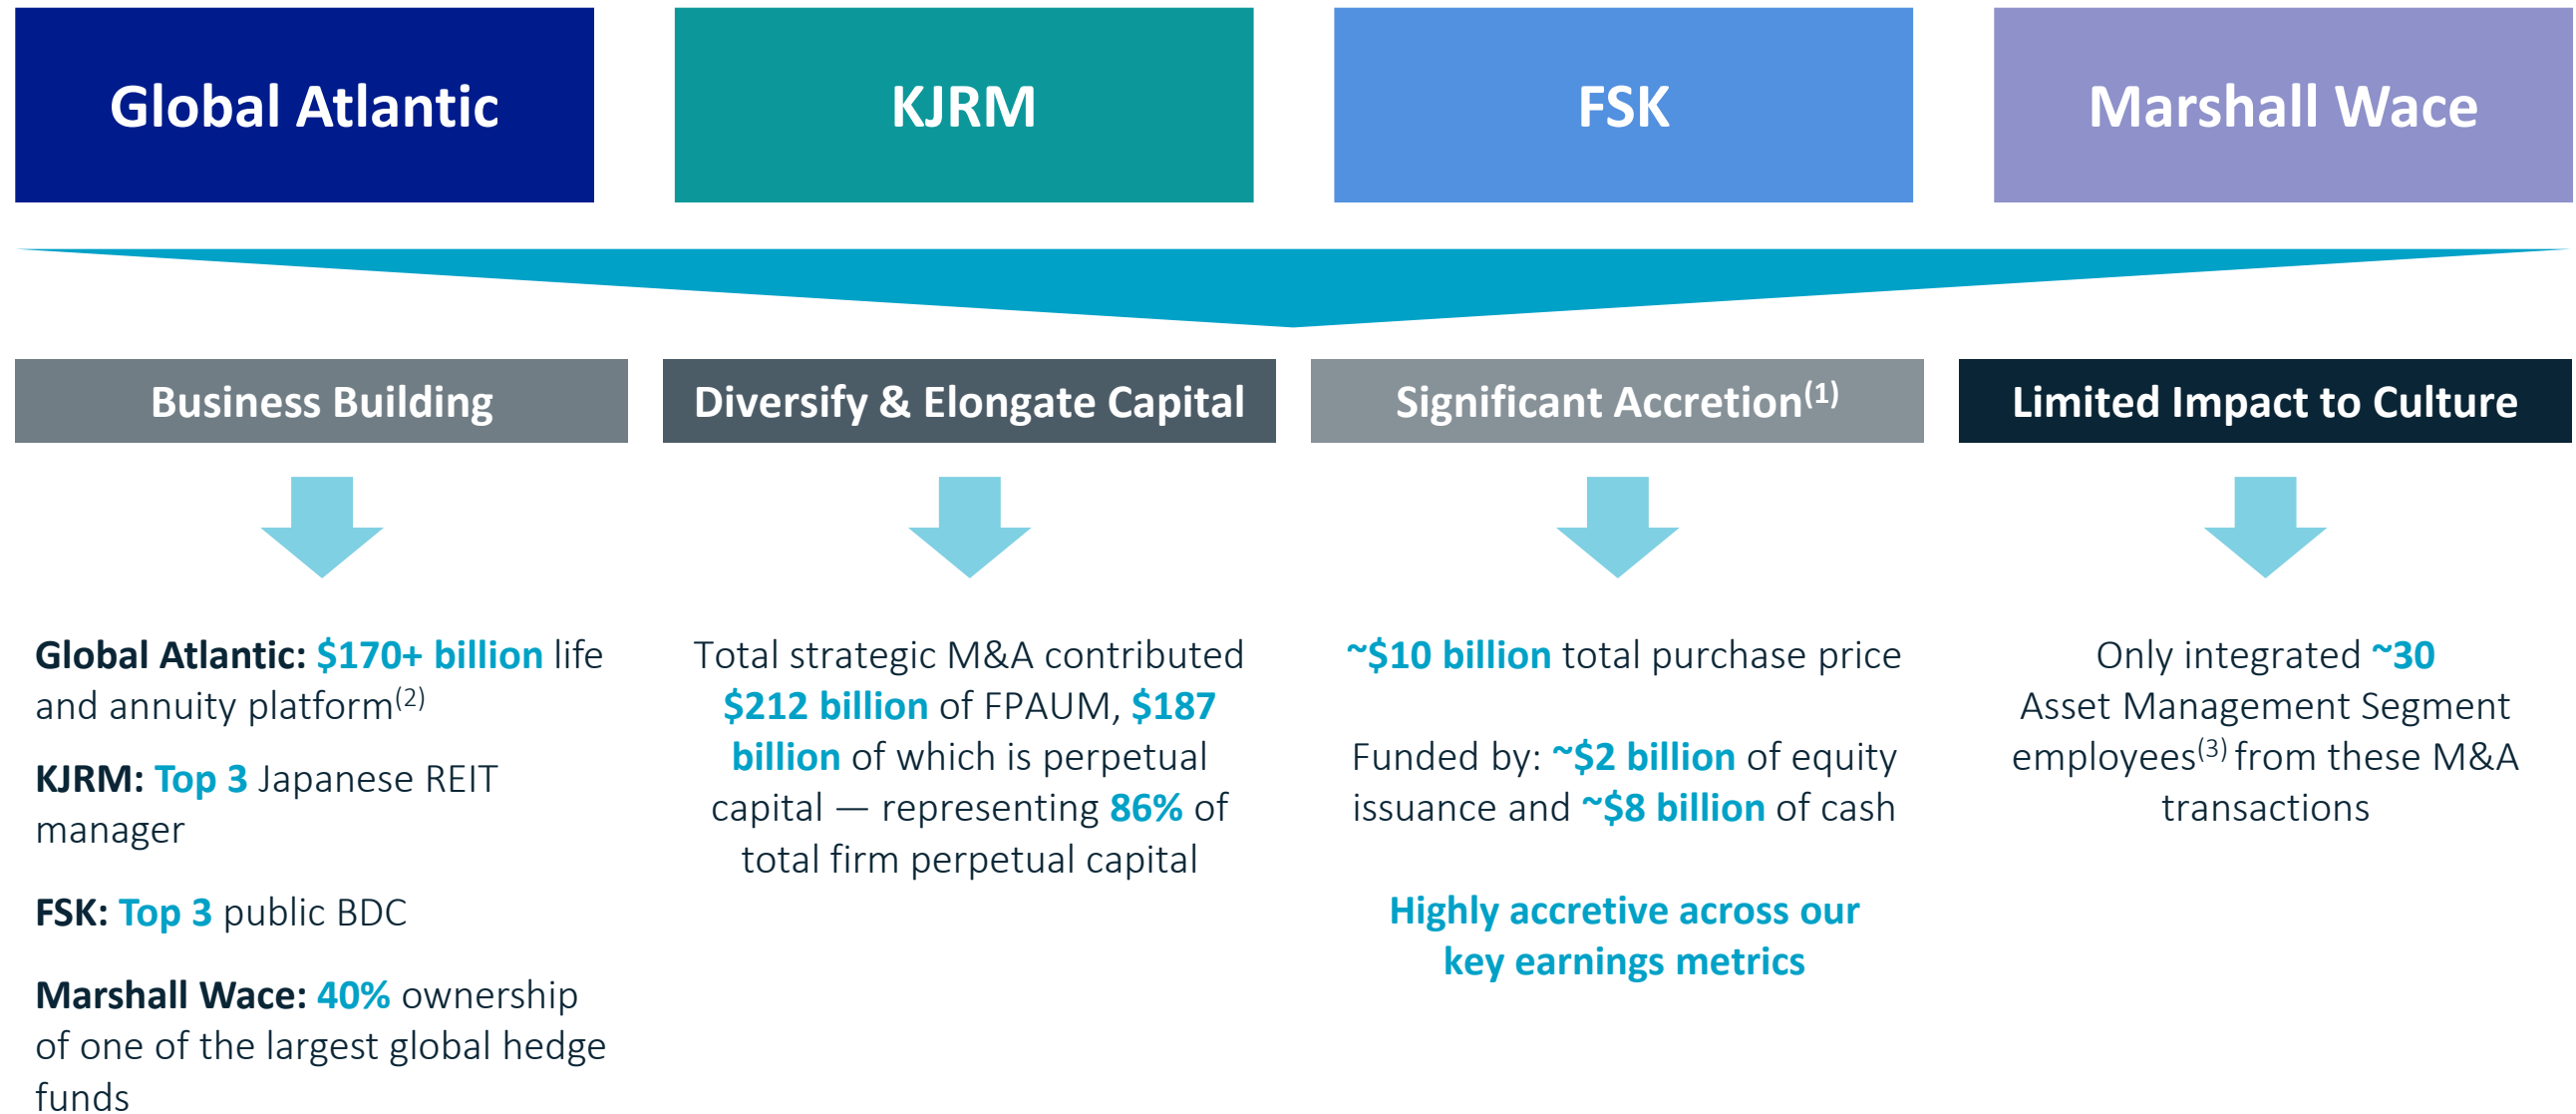 Global Atlantic
KJRM
FSK
Marshall Wace
Business Building
Diversify & Elongate Capital
Significant Accretion(1)
Limited Impact to Culture
Global Atlantic: $170+ billion life
and annuity platform(2)
KJRM: Top 3 Japanese REIT
manager
FSK: Top 3 public BDC
Marshall Wace: 40% ownership
of one of the largest global hedge
funds
Total strategic M&A contributed
$212 billion of FPAUM, $187
billion of which is perpetual
capital — representing 86% of
total firm perpetual capital
~$10 billion total purchase price
Funded by: ~$2 billion of equity
issuance and ~$8 billion of cash
Highly accretive across our
key earnings metrics
Only integrated ~30
Asset Management Segment
employees(3) from these M&A
transactions